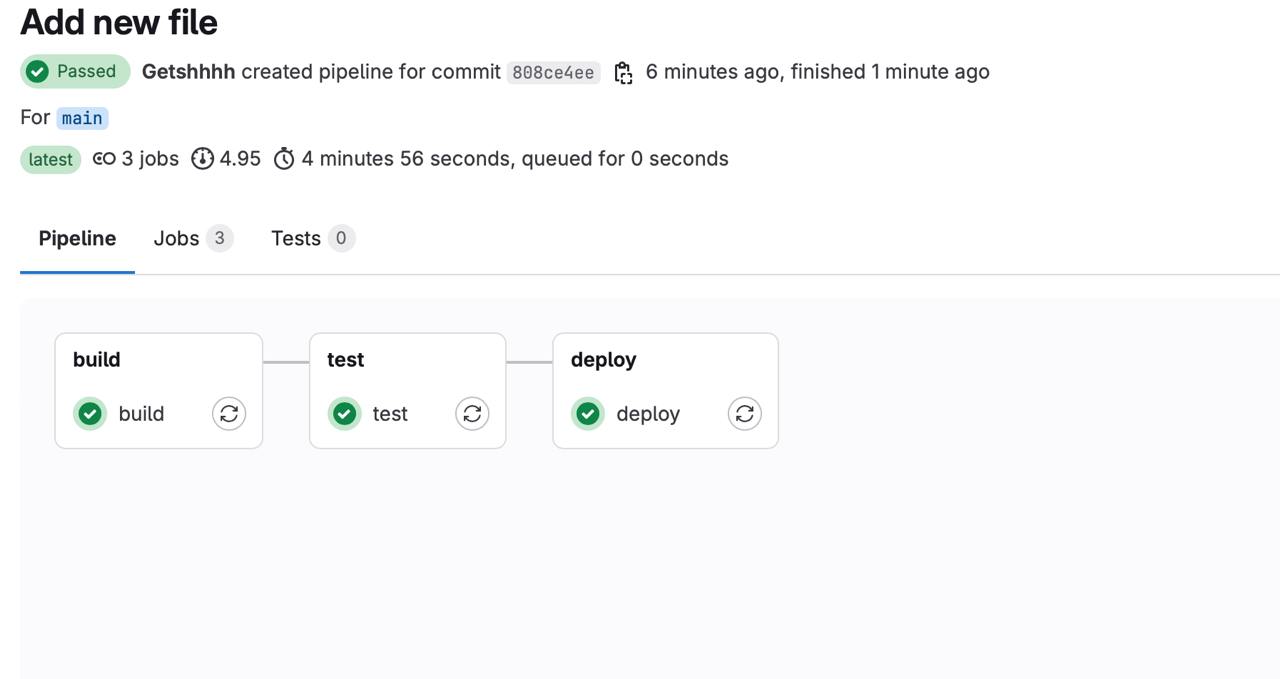 Add new file
Passed Getshhhh created pipeline for commit 808ce4ee 6 minutes ago, finished 1 minute ago
For main
latest 3 jobs 4.95 4 minutes 56 seconds, queued for 0 seconds
Pipeline Jobs 3 Tests 0
build test deploy
build test deploy